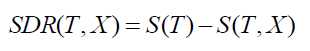 SDR(T, X) = S(T) − S(T, X)